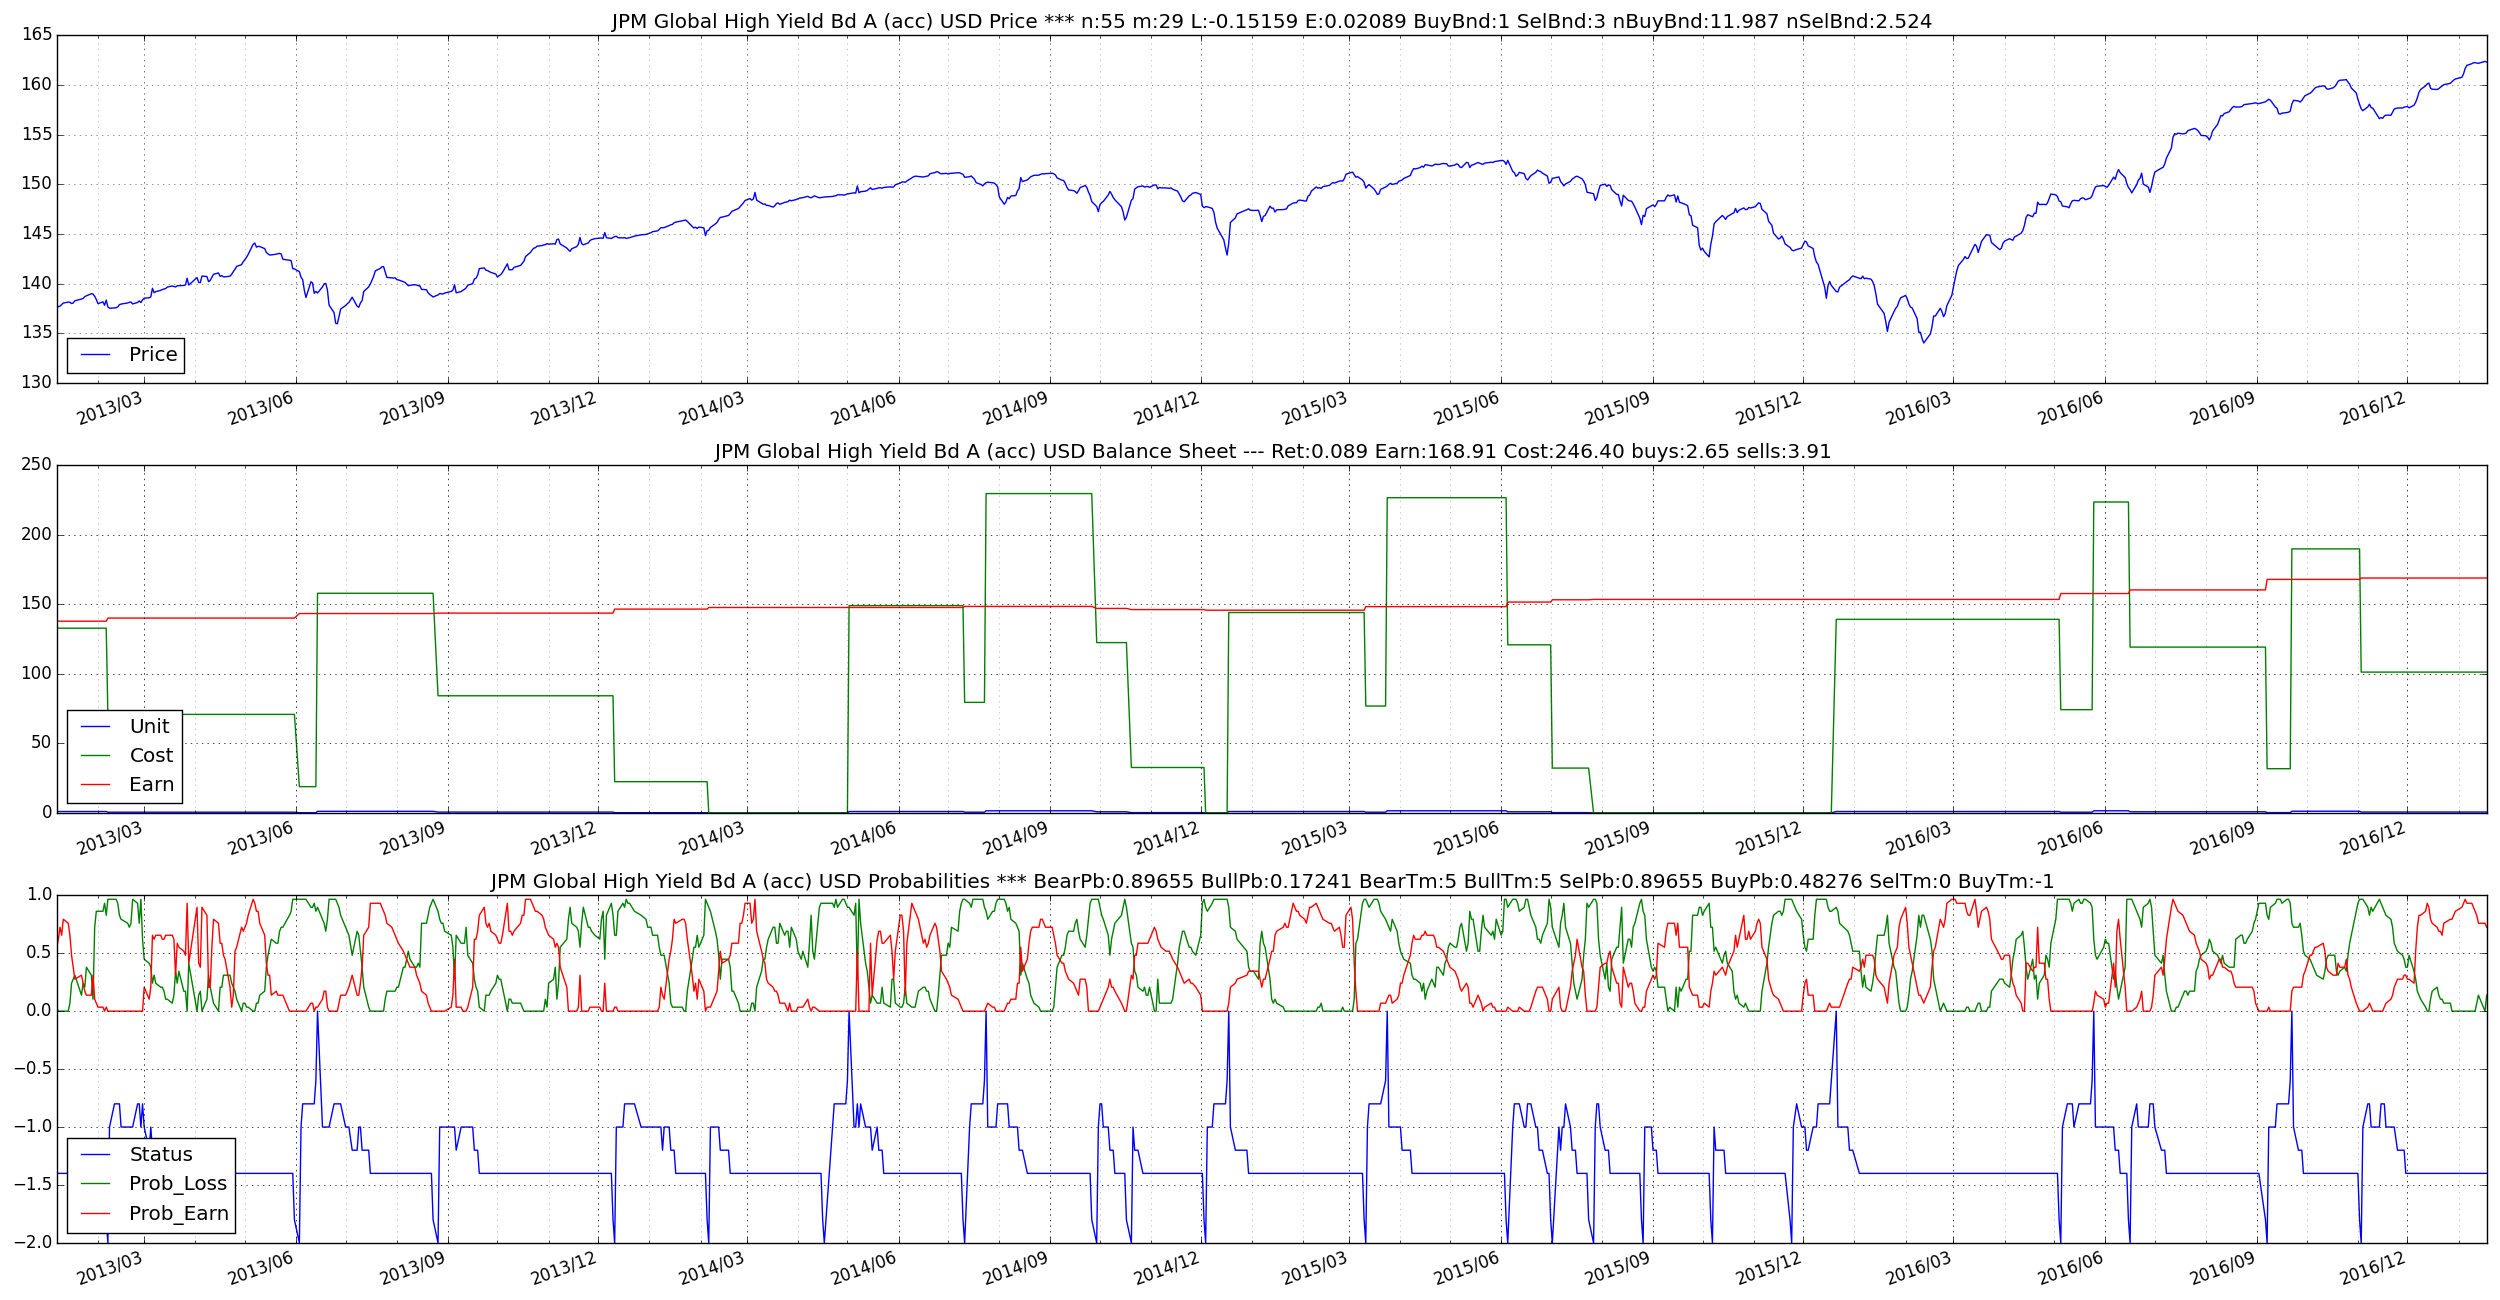 JPM Global High Yield Bd A (acc) USD Price *** n:55 m:29 L:-0.15159 E:0.02089 BuyBnd:1 SelBnd:3 nBuyBnd:11.987 nSelBnd:2.524
165
160
155
150
145
140
135
130
Price
2013/03 2013/06 2013/09 2013/12 2014/03 2014/06 2014/09 2014/12 2015/03 2015/06 2015/09 2015/12 2016/03 2016/06 2016/09 2016/12
JPM Global High Yield Bd A (acc) USD Balance Sheet --- Ret:0.089 Earn:168.91 Cost:246.40 buys:2.65 sells:3.91
250
200
150
100
50
0
Unit
Cost
Earn
2013/03 2013/06 2013/09 2013/12 2014/03 2014/06 2014/09 2014/12 2015/03 2015/06 2015/09 2015/12 2016/03 2016/06 2016/09 2016/12
JPM Global High Yield Bd A (acc) USD Probabilities *** BearPb:0.89655 BullPb:0.17241 BearTm:5 BullTm:5 SelPb:0.89655 BuyPb:0.48276 SelTm:0 BuyTm:-1
1.0
0.5
0.0
−0.5
−1.0
−1.5
−2.0
Status
Prob_Loss
Prob_Earn
2013/03 2013/06 2013/09 2013/12 2014/03 2014/06 2014/09 2014/12 2015/03 2015/06 2015/09 2015/12 2016/03 2016/06 2016/09 2016/12